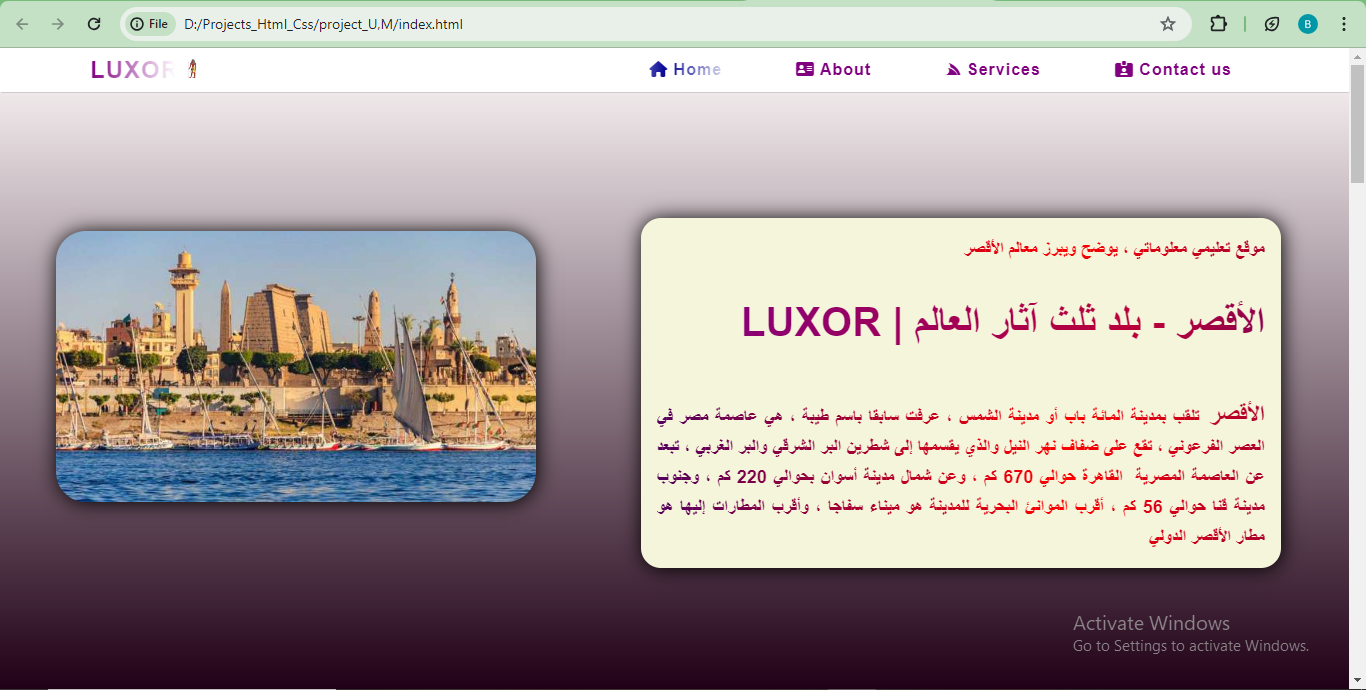 File D:/Projects_Html_Css/project_U,M/index.html
B
LUXOR Home About Services Contact us
موقع تعليمي معلوماتي ، يوضح ويبرز معالم الأقصر
الأقصر - بلد ثلث آثار العالم | LUXOR
الأقصر تلقب بمدينة المائة باب أو مدينة الشمس ، عرفت سابقا باسم طيبة ، هي عاصمة مصر في
العصر الفرعوني ، تقع على ضفاف نهر النيل والذي يقسمها إلى شطرين البر الشرقي والبر الغربي ، تبعد
عن العاصمة المصرية القاهرة حوالي 670 كم ، وعن شمال مدينة أسوان بحوالي 220 كم ، وجنوب
مدينة قنا حوالي 56 كم ، أقرب الموانئ البحرية للمدينة هو ميناء سفاجا ، وأقرب المطارات إليها هو
مطار الأقصر الدولي
Activate Windows
Go to Settings to activate Windows.